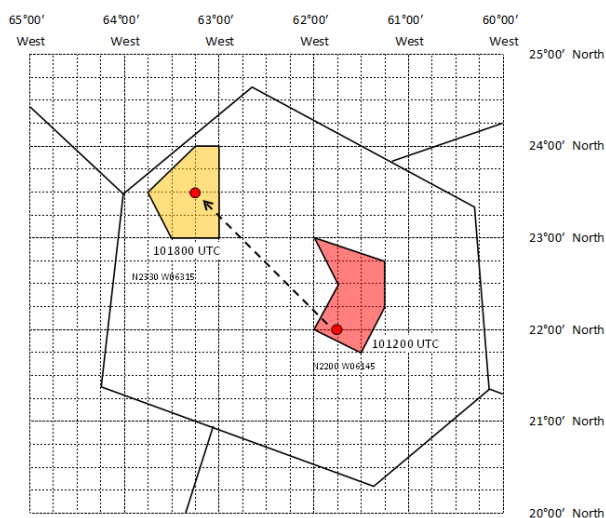 65°00′ 64°00′ 63°00′ 62°00′ 61°00′ 60°00′
West West West West West West
25°00′ North
24°00′ North
23°00′ North
101800 UTC
N2330 W06315
22°00′ North
101200 UTC
N2200 W06145
21°00′ North
20°00′ North